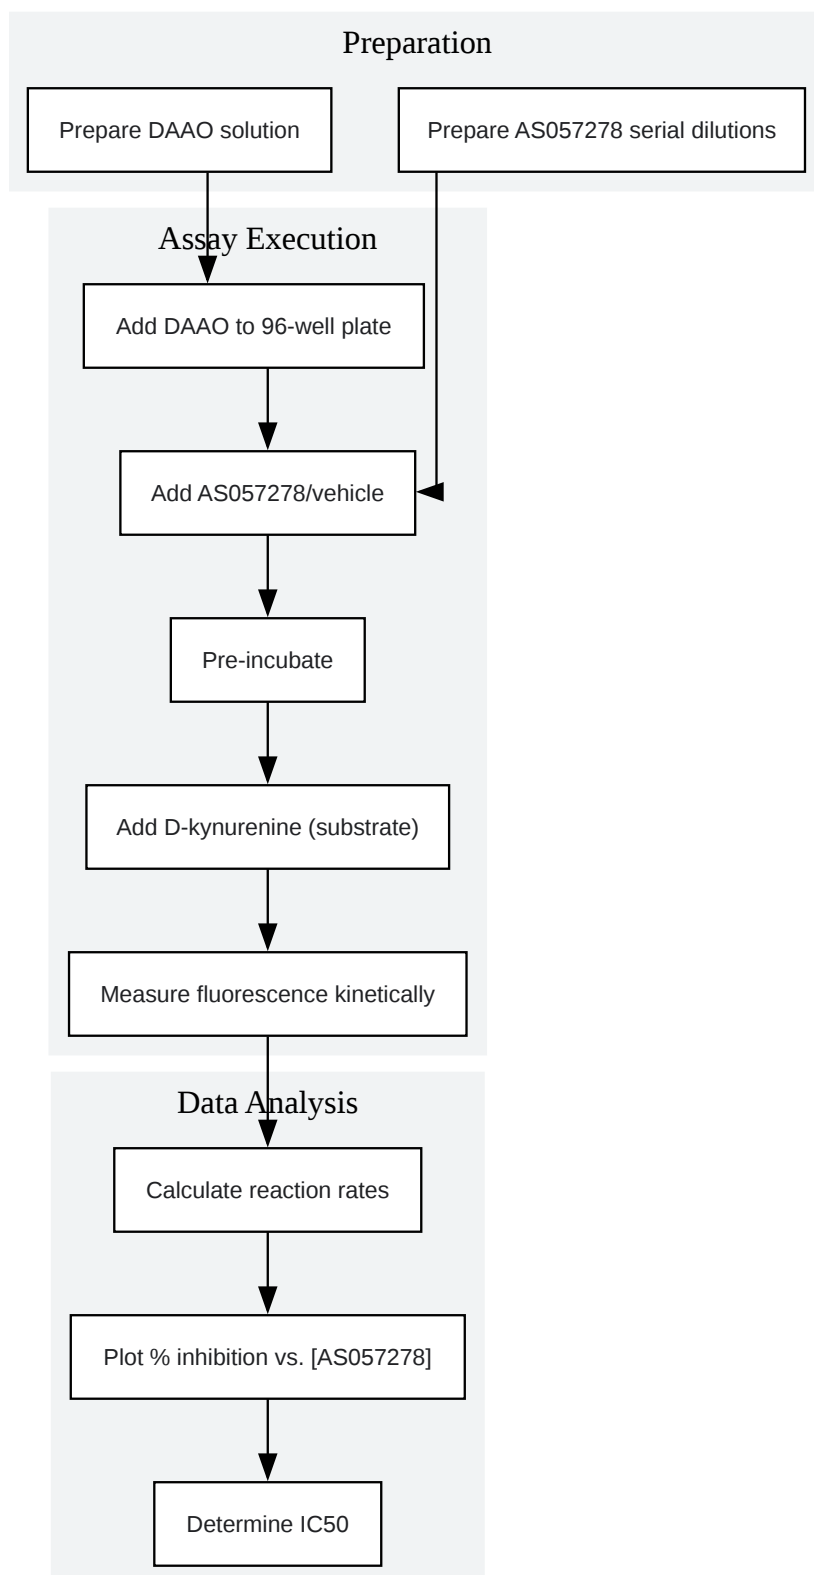 Preparation
Prepare DAAO solution
Prepare AS057278 serial dilutions
Assay Execution
Add DAAO to 96-well plate
Add AS057278/vehicle
Pre-incubate
Add D-kynurenine (substrate)
Measure fluorescence kinetically
Data Analysis
Calculate reaction rates
Plot % inhibition vs. [AS057278]
Determine IC50